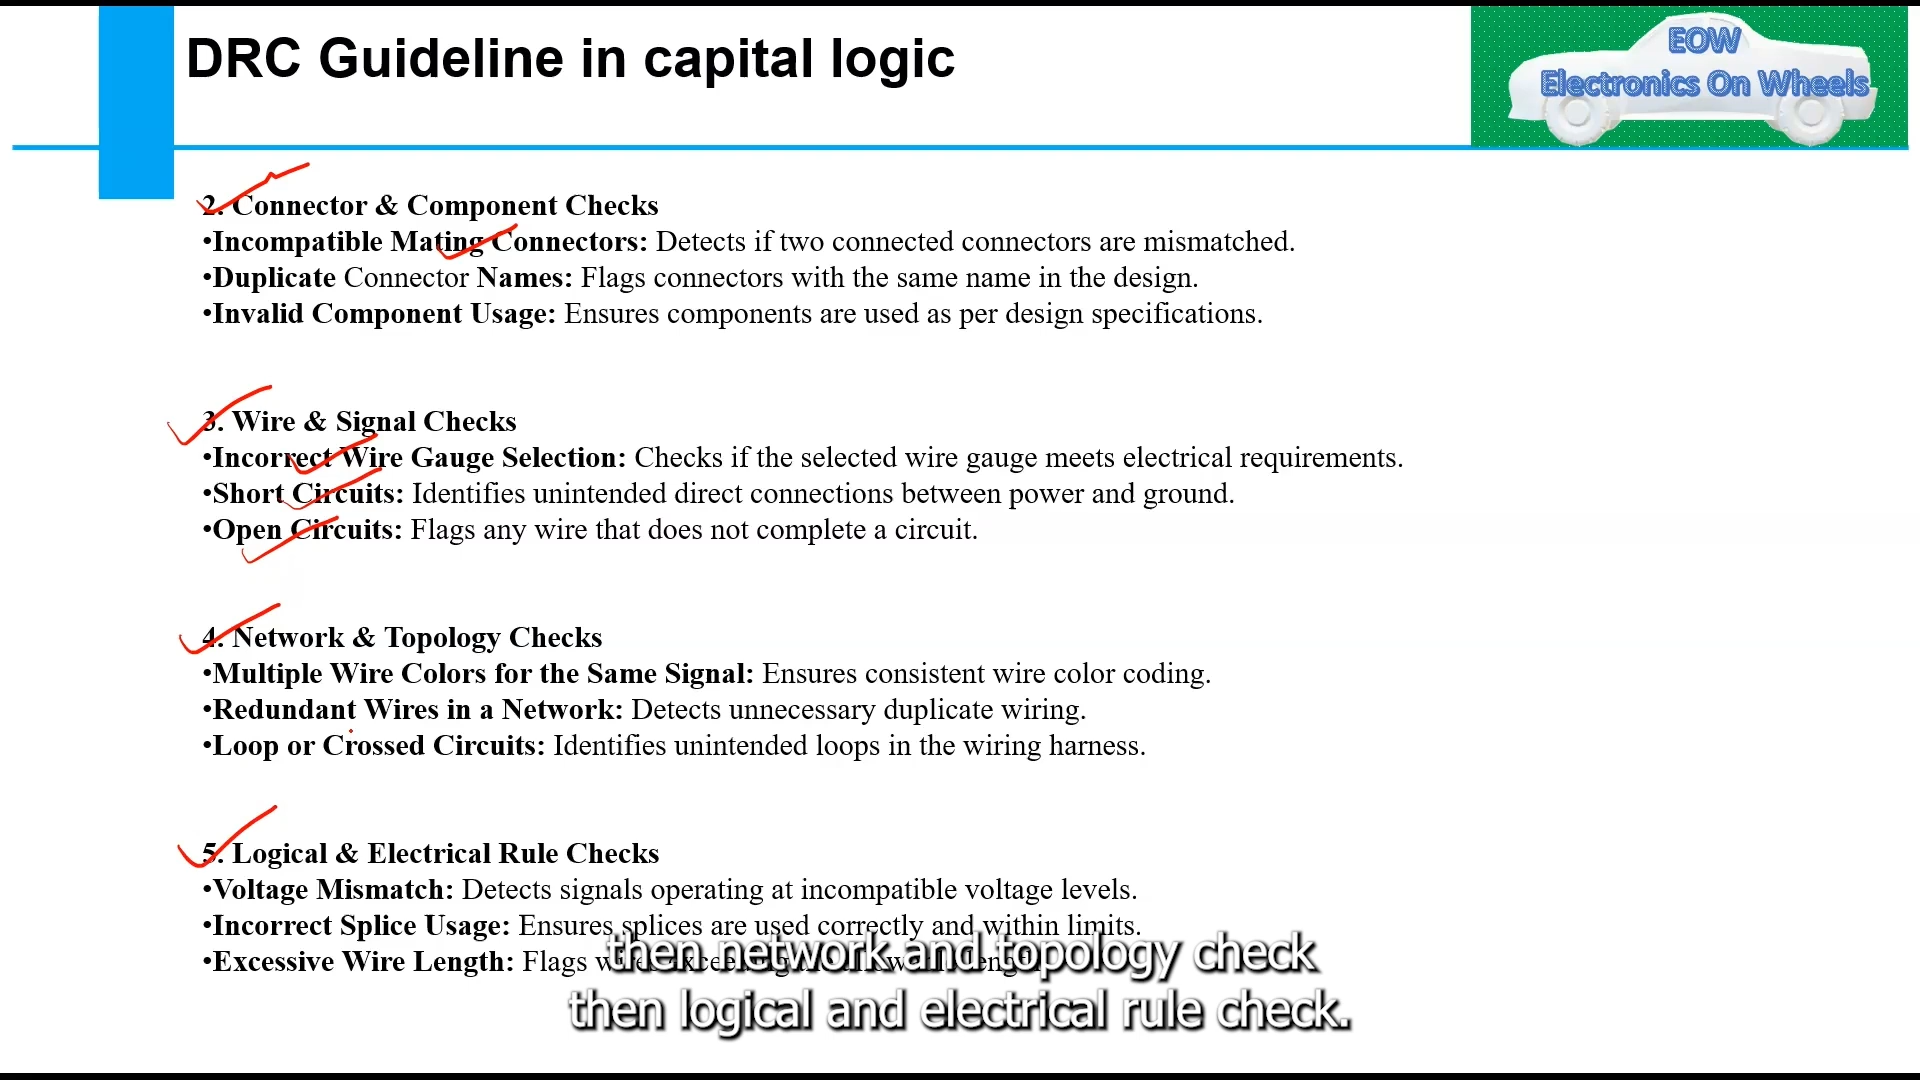 DRC Guideline in capital logic
EOW
Electronics On Wheels
2. Connector & Component Checks
•Incompatible Mating Connectors: Detects if two connected connectors are mismatched.
•Duplicate Connector Names: Flags connectors with the same name in the design.
•Invalid Component Usage: Ensures components are used as per design specifications.
3. Wire & Signal Checks
•Incorrect Wire Gauge Selection: Checks if the selected wire gauge meets electrical requirements.
•Short Circuits: Identifies unintended direct connections between power and ground.
•Open Circuits: Flags any wire that does not complete a circuit.
4. Network & Topology Checks
•Multiple Wire Colors for the Same Signal: Ensures consistent wire color coding.
•Redundant Wires in a Network: Detects unnecessary duplicate wiring.
•Loop or Crossed Circuits: Identifies unintended loops in the wiring harness.
5. Logical & Electrical Rule Checks
•Voltage Mismatch: Detects signals operating at incompatible voltage levels.
•Incorrect Splice Usage: Ensures splices are used correctly and within limits.
•Excessive Wire Length: Flags
then network and topology check
then logical and electrical rule check.